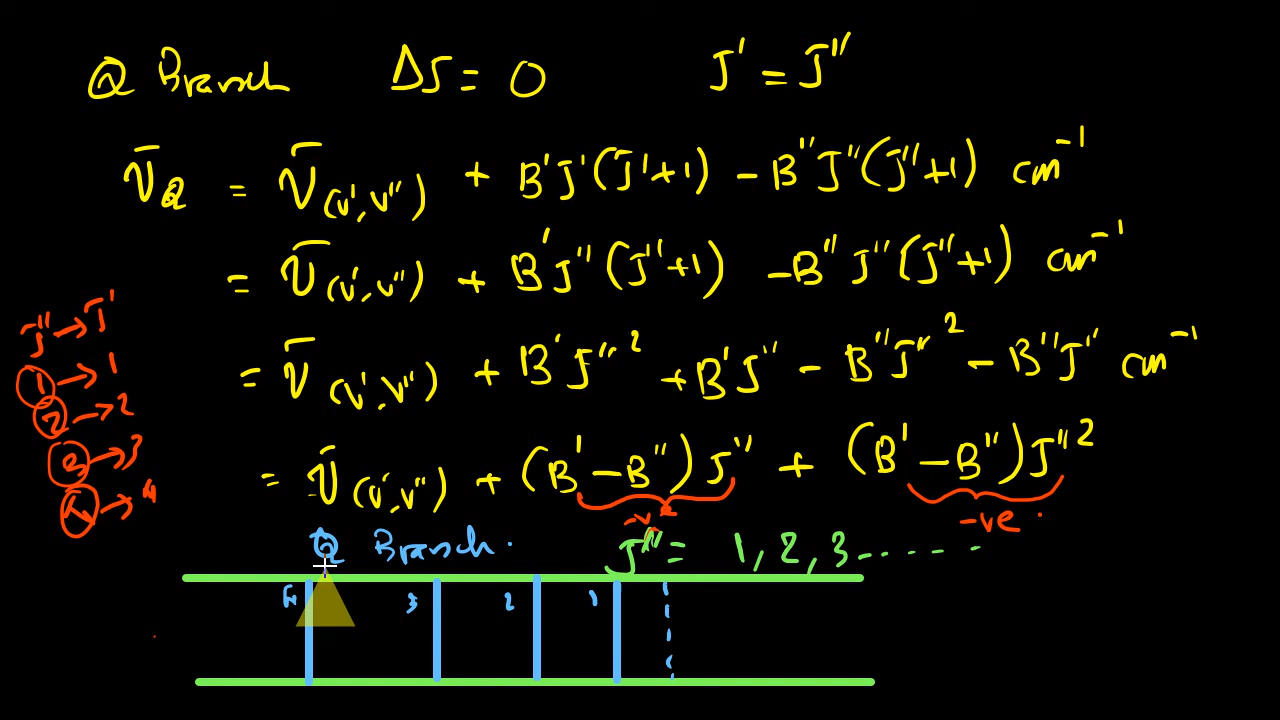 Q Branch ΔJ = 0 J' = J''
ν̄_Q = ν̄_(v',v'') + B'J'(J'+1) - B''J''(J''+1) cm⁻¹
= ν̄_(v',v'') + B'J''(J''+1) - B''J''(J''+1) cm⁻¹
= ν̄_(v',v'') + B'J''² + B'J'' - B''J''² - B''J'' cm⁻¹
= ν̄_(v',v'') + (B'-B'')J'' + (B'-B'')J''²
J'' → J'
1 → 1
2 → 2
3 → 3
4 → 4
-ve
-ve
Q Branch. J'' = 1, 2, 3 ......
4 3 2 1